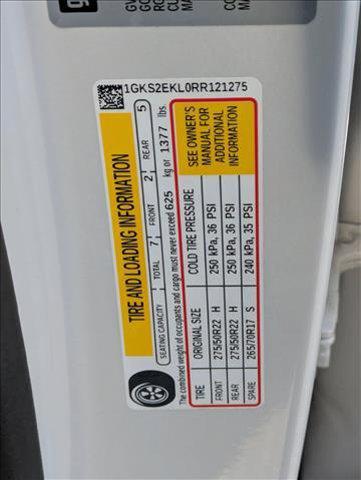 1GKS2EKL0RR121275
TIRE AND LOADING INFORMATION
SEATING CAPACITY | TOTAL 7 | FRONT 2 | REAR 5
The combined weight of occupants and cargo must never exceed 625 kg or 1377 lbs.
TIRE ORIGINAL SIZE COLD TIRE PRESSURE
FRONT 275/50R22 H 250 kPa, 36 PSI
REAR 275/50R22 H 250 kPa, 36 PSI
SPARE 265/70R17 S 240 kPa, 35 PSI
SEE OWNER'S
MANUAL FOR
ADDITIONAL
INFORMATION